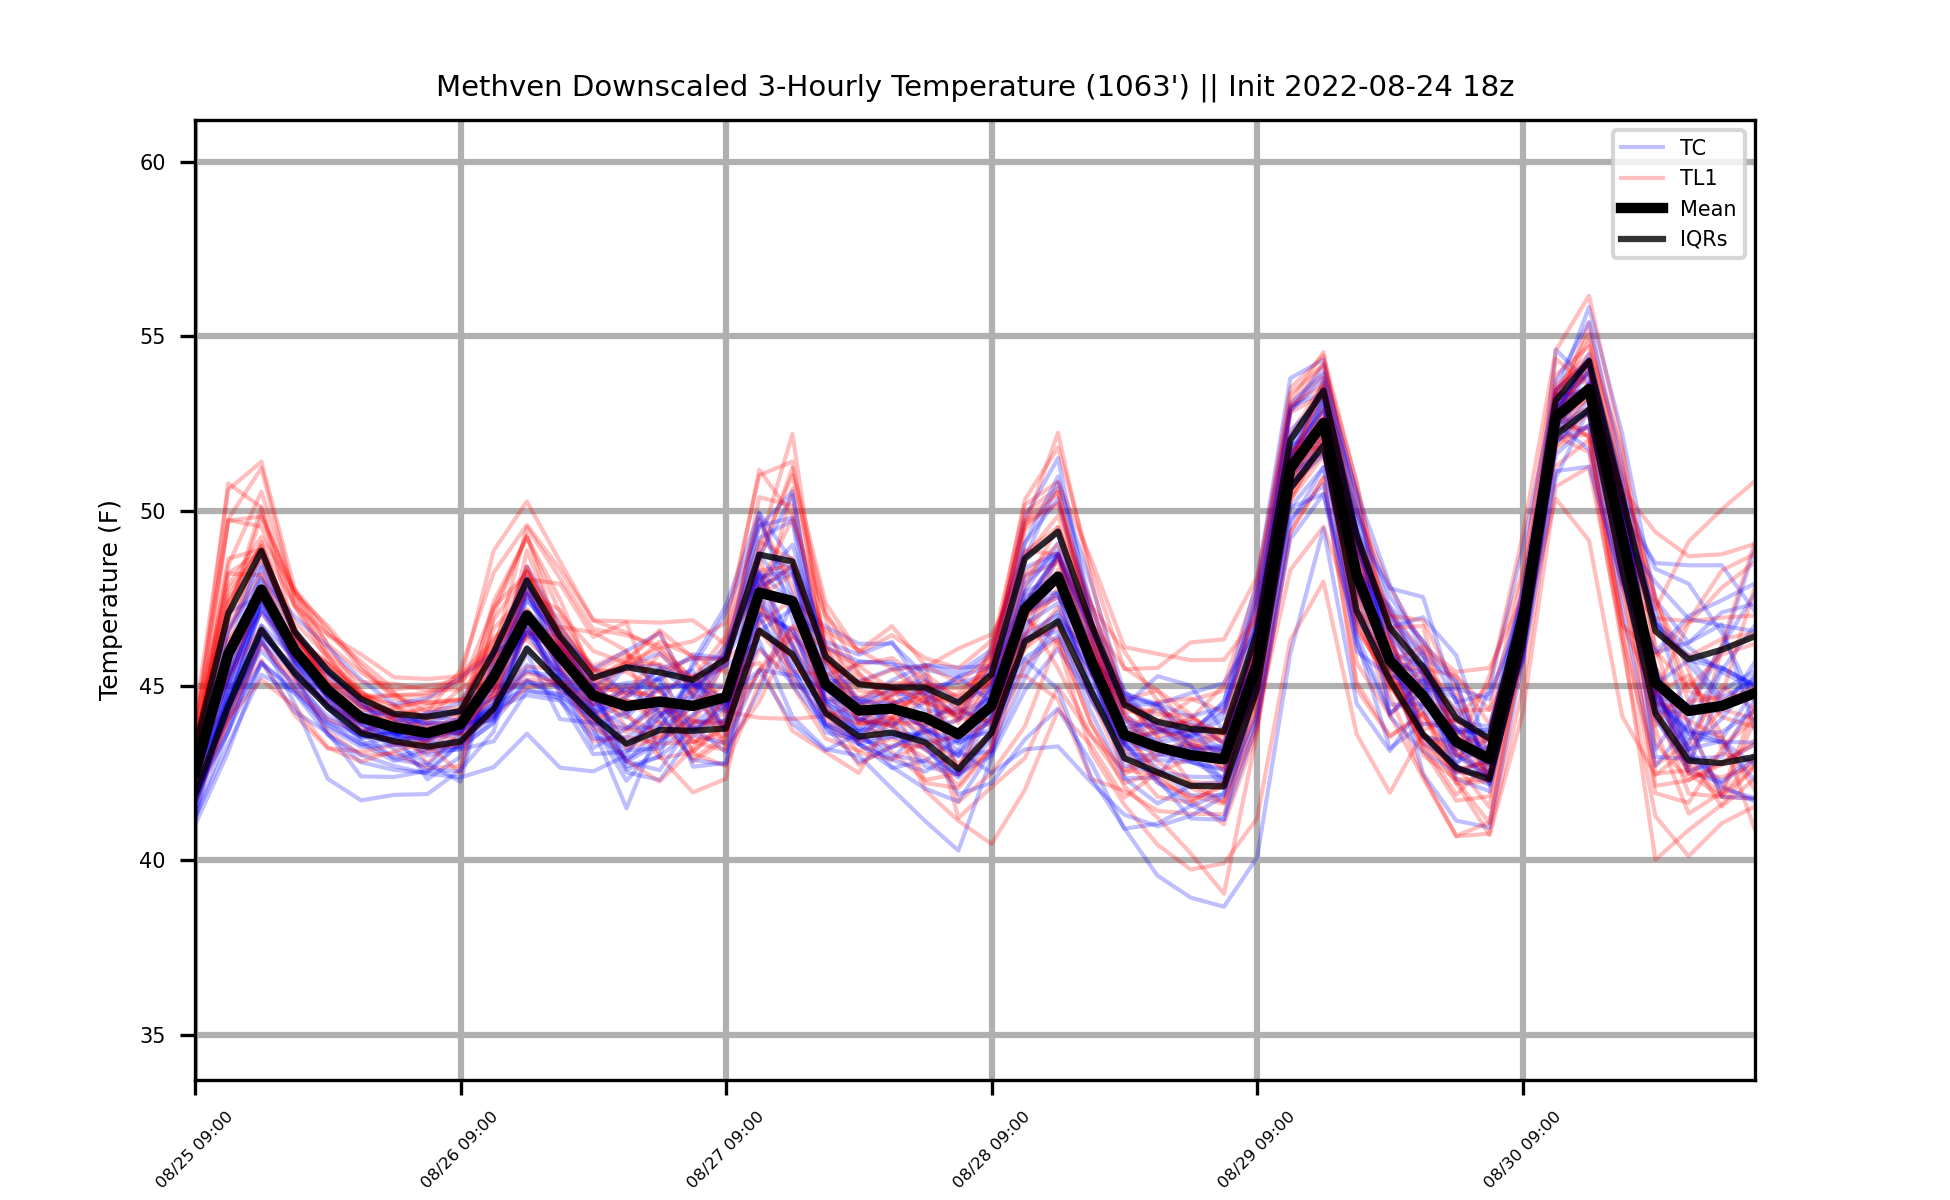 Methven Downscaled 3-Hourly Temperature (1063') || Init 2022-08-24 18z
TC
TL1
Mean
IQRs
Temperature (F)
60
55
50
45
40
35
08/25 09:00
08/26 09:00
08/27 09:00
08/28 09:00
08/29 09:00
08/30 09:00